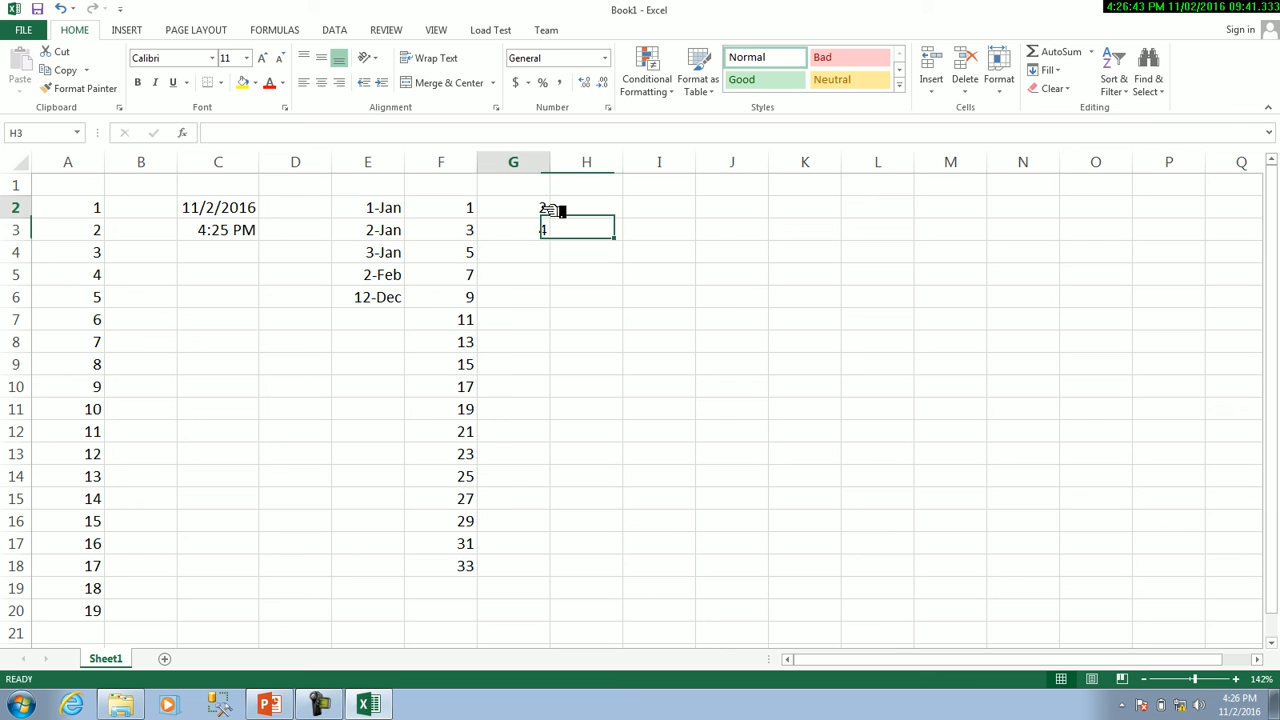 4:26:43 PM 11/02/2016 09:41.333
Book1 - Excel
Sign in
FILE HOME INSERT PAGE LAYOUT FORMULAS DATA REVIEW VIEW Load Test Team
Paste
Cut
Copy
Format Painter
Clipboard
Calibri 11
B I U A A A
Font
Wrap Text
Merge & Center
Alignment
General
$ % ,
Number
Conditional Formatting
Format as Table
Normal Bad
Good Neutral
Styles
Insert Delete Format
Cells
AutoSum
Fill
Clear
Sort & Filter
Find & Select
Editing
H3 fx
A B C D E F G H I J K L M N O P Q
1
2 1 11/2/2016 1-Jan 1 2
3 2 4:25 PM 2-Jan 3 4
4 3 3-Jan 5
5 4 2-Feb 7
6 5 12-Dec 9
7 6 11
8 7 13
9 8 15
10 9 17
11 10 19
12 11 21
13 12 23
14 13 25
15 14 27
16 15 29
17 16 31
18 17 33
19 18
20 19
21
Sheet1
READY 142%
4:26 PM
11/2/2016